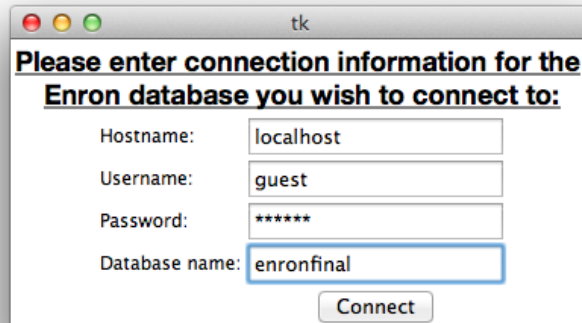 tk
Please enter connection information for the
Enron database you wish to connect to:
Hostname: localhost
Username: guest
Password: ******
Database name: enronfinal
Connect